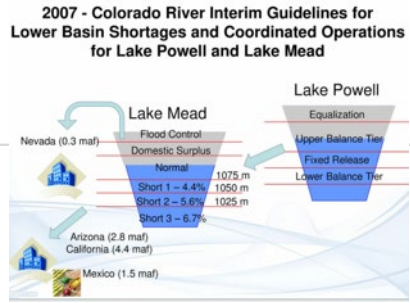 2007 - Colorado River Interim Guidelines for
Lower Basin Shortages and Coordinated Operations
for Lake Powell and Lake Mead
Lake Powell
Equalization
Upper Balance Tier
Fixed Release
Lower Balance Tier
Lake Mead
Flood Control
Domestic Surplus
Normal
1075 m
Short 1 – 4.4%
1050 m
Short 2 – 5.6%
1025 m
Short 3 – 6.7%
Nevada (0.3 maf)
Arizona (2.8 maf)
California (4.4 maf)
Mexico (1.5 maf)